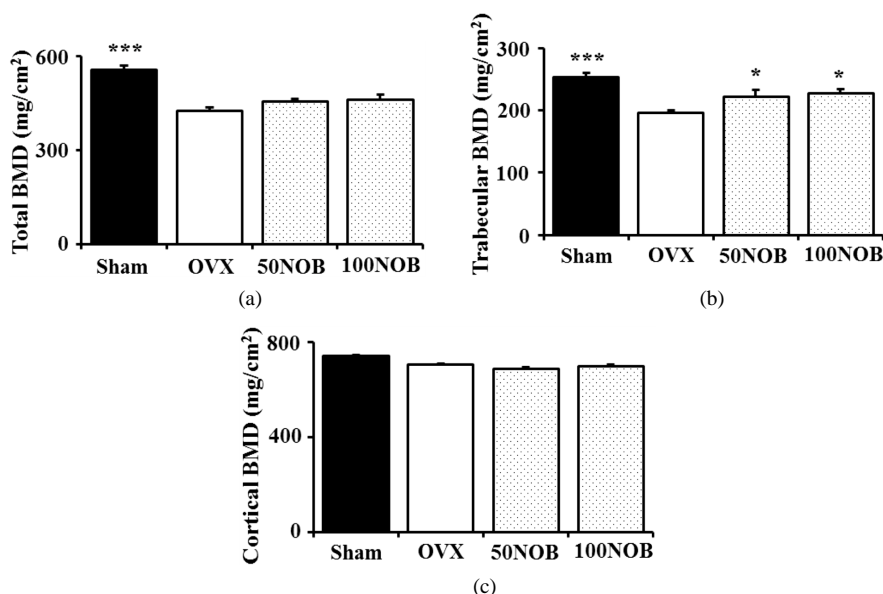 Total BMD (mg/cm²)
600
300
0
***
Sham OVX 50NOB 100NOB
(a)
Trabecular BMD (mg/cm²)
300
200
100
0
***
*
*
Sham OVX 50NOB 100NOB
(b)
Cortical BMD (mg/cm²)
800
400
0
Sham OVX 50NOB 100NOB
(c)